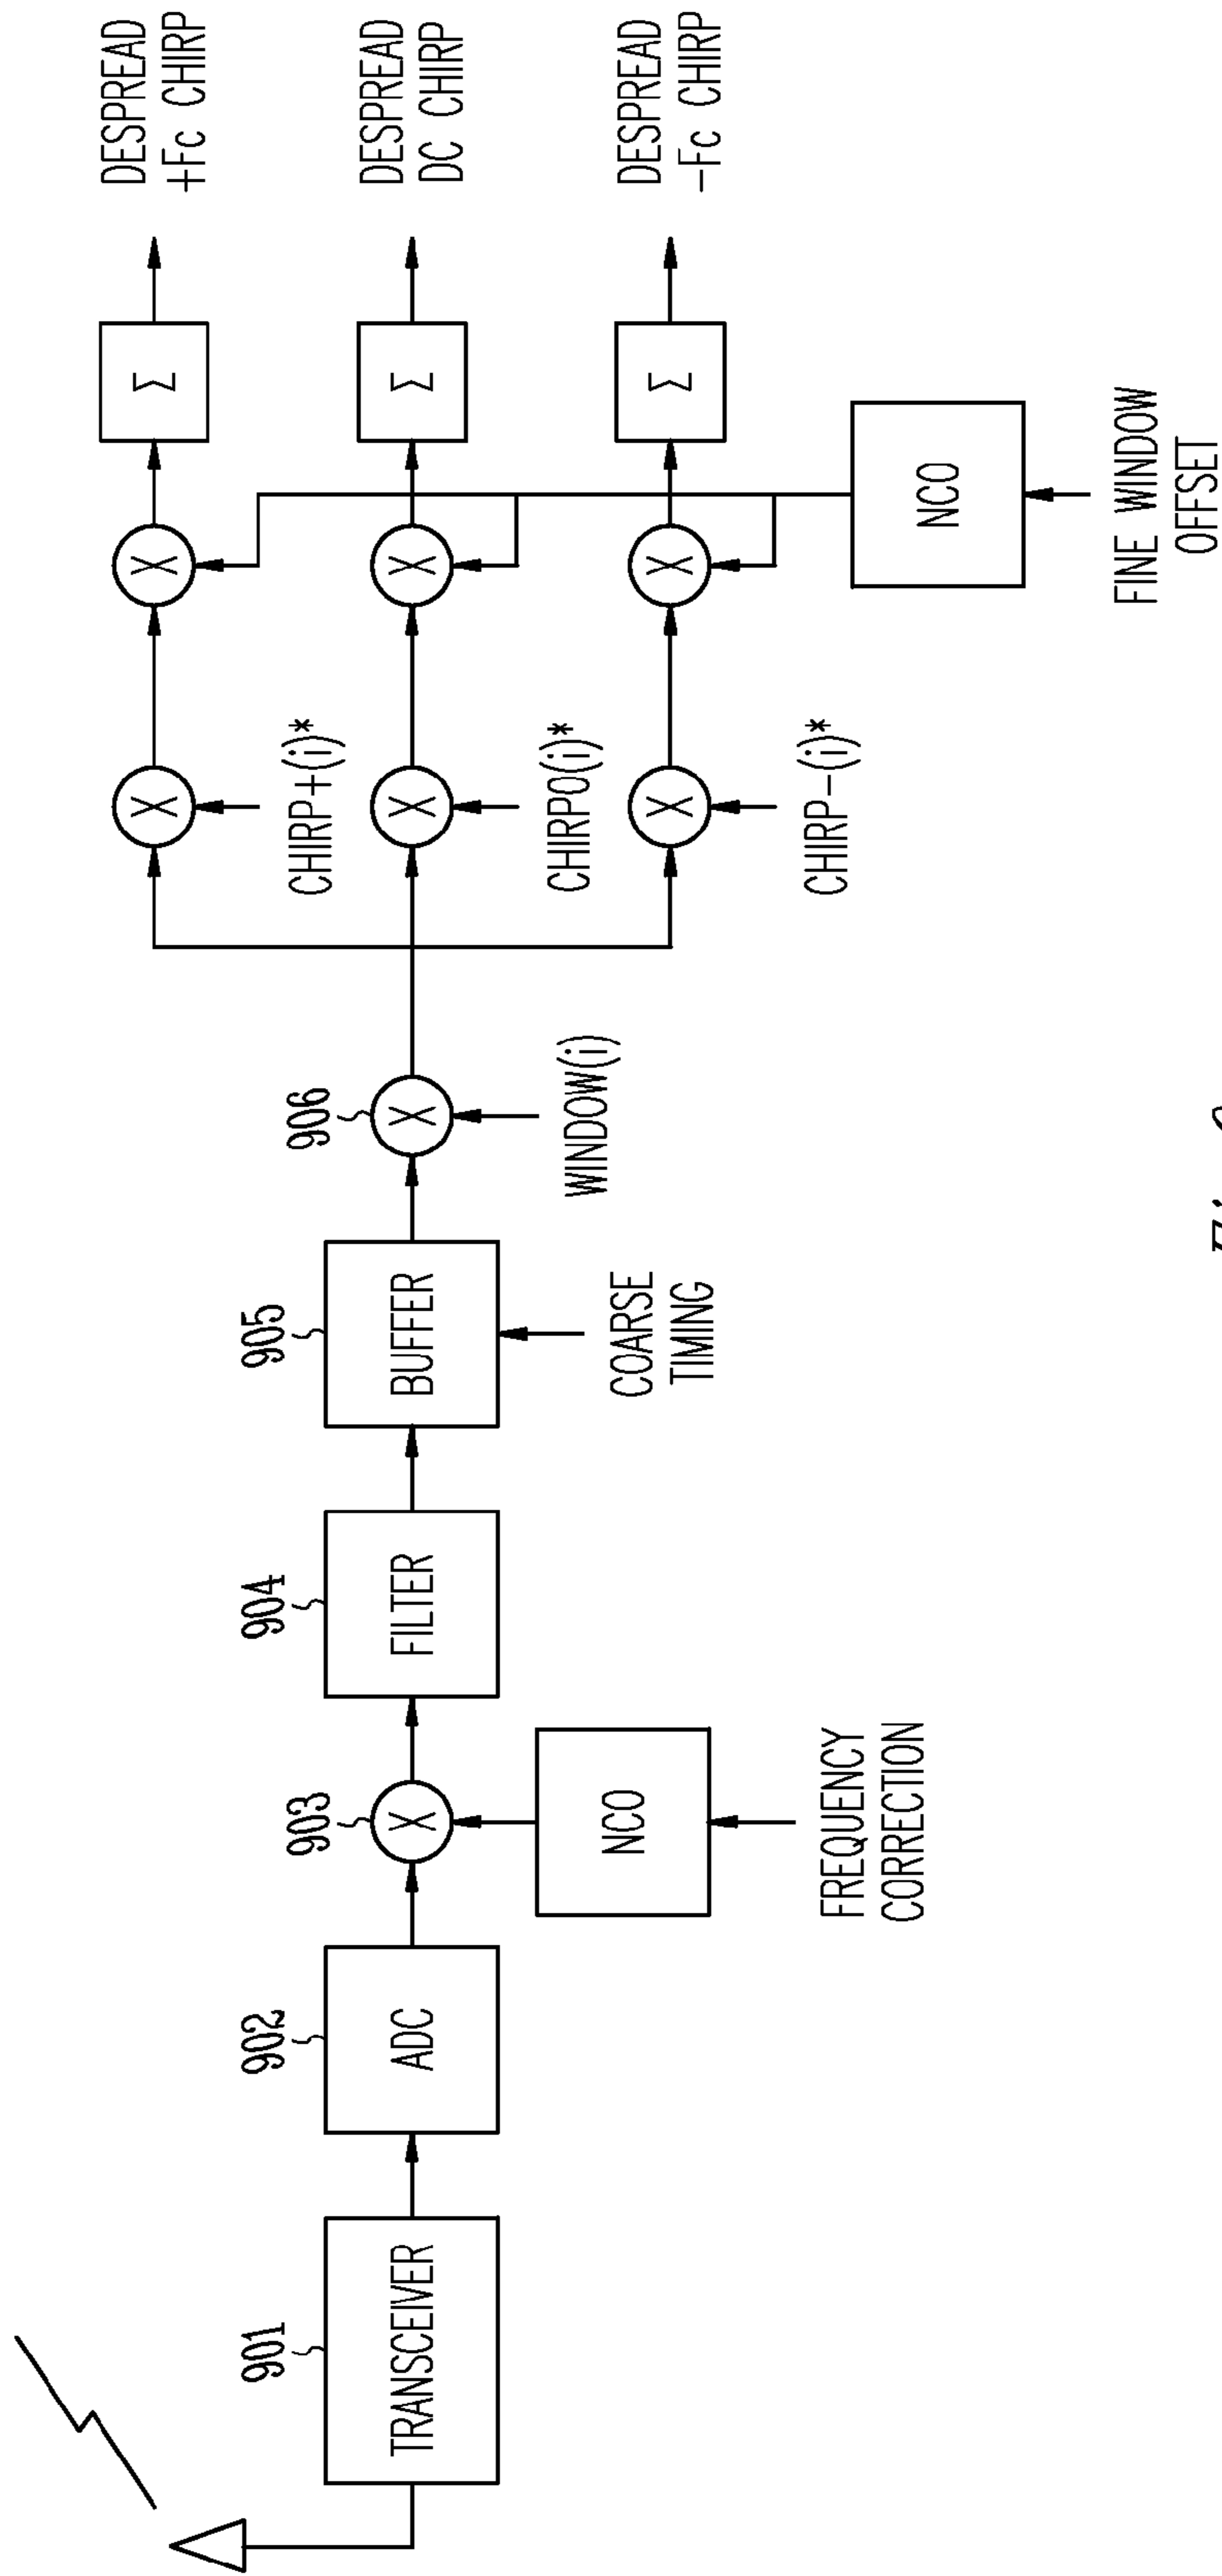 901
TRANSCEIVER
902
ADC
903
NCO
FREQUENCY
CORRECTION
904
FILTER
905
BUFFER
COARSE
TIMING
906
X
X
WINDOW(i)
X
CHIRP+(i)*
X
CHIRP0(i)*
X
CHIRP-(i)*
X
X
X
NCO
FINE WINDOW
OFFSET
Σ
Σ
Σ
DESPREAD
+Fc CHIRP
DESPREAD
DC CHIRP
DESPREAD
-Fc CHIRP